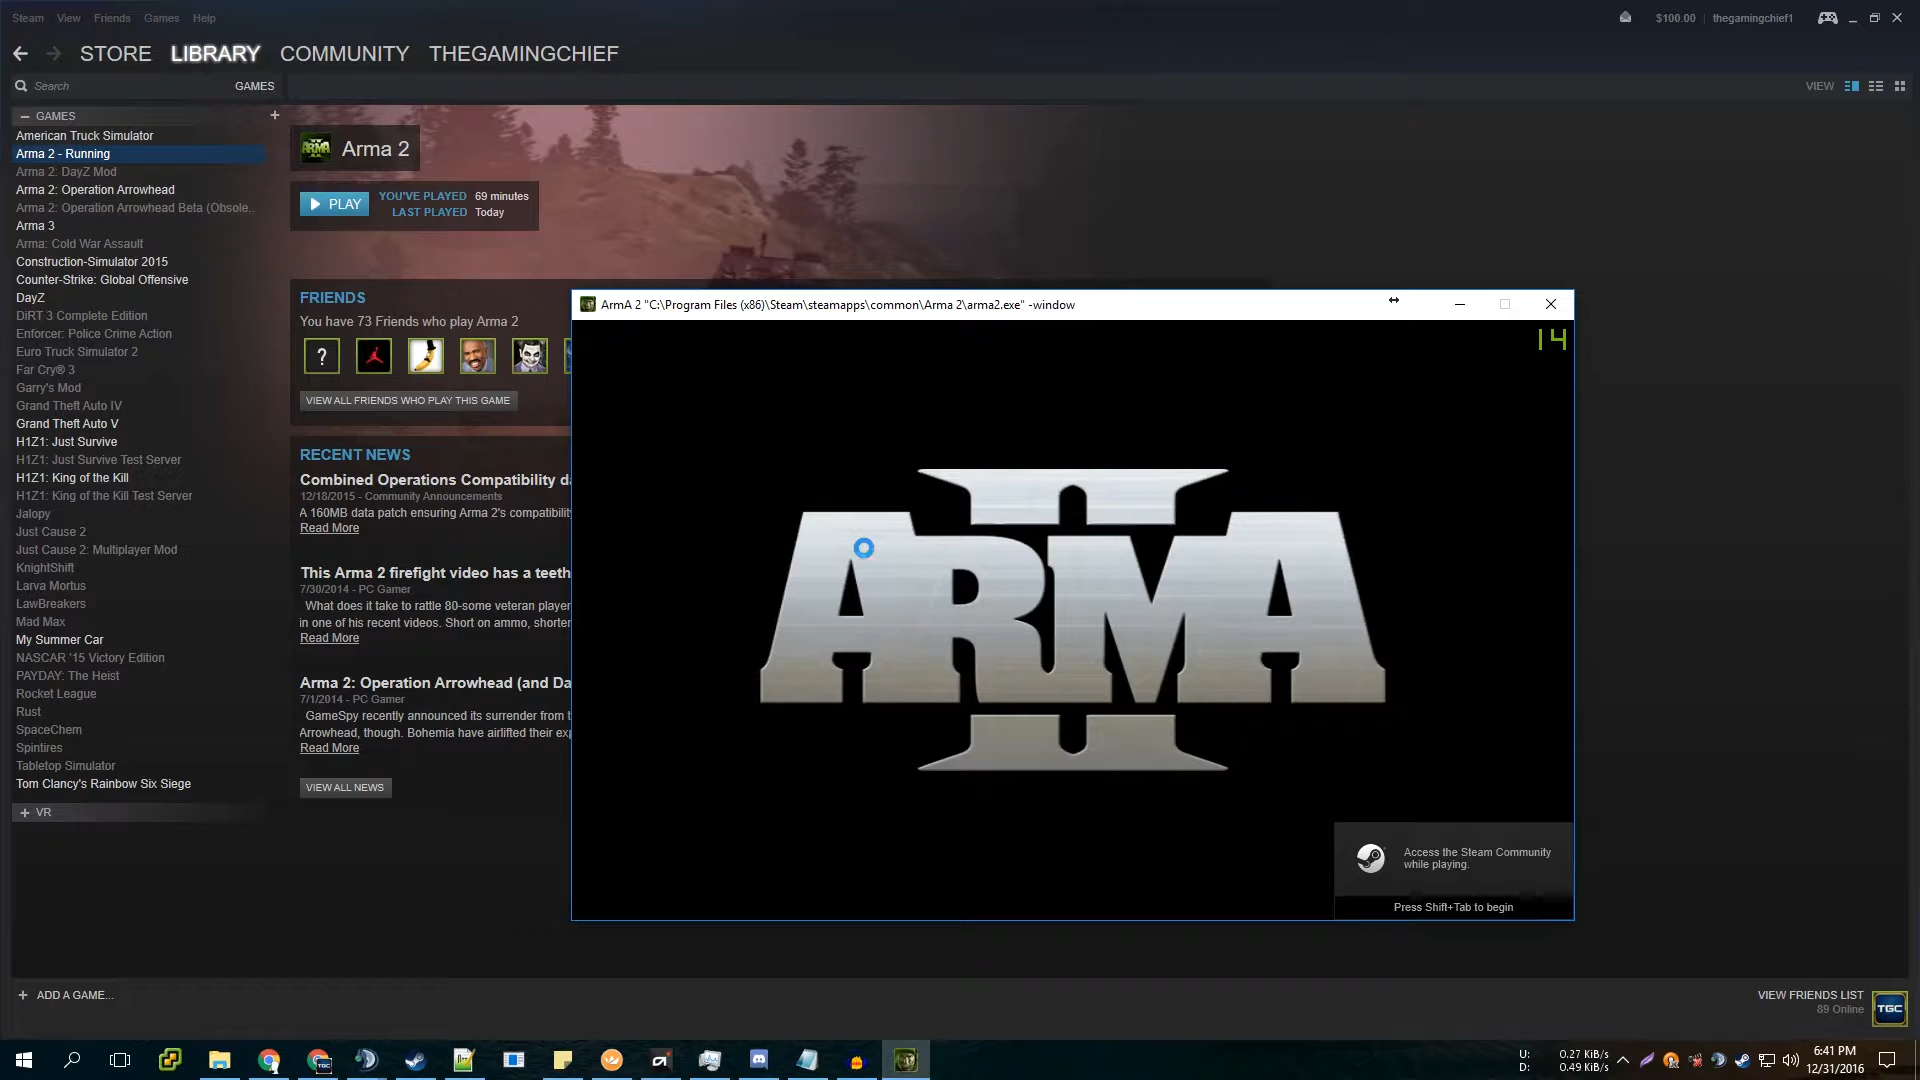 Steam View Friends Games Help
$100.00 thegamingchief1
STORE LIBRARY COMMUNITY THEGAMINGCHIEF
Search GAMES
VIEW
GAMES
American Truck Simulator
Arma 2 - Running
Arma 2: DayZ Mod
Arma 2: Operation Arrowhead
Arma 2: Operation Arrowhead Beta (Obsole..
Arma 3
Arma: Cold War Assault
Construction-Simulator 2015
Counter-Strike: Global Offensive
DayZ
DiRT 3 Complete Edition
Enforcer: Police Crime Action
Euro Truck Simulator 2
Far Cry® 3
Garry's Mod
Grand Theft Auto IV
Grand Theft Auto V
H1Z1: Just Survive
H1Z1: Just Survive Test Server
H1Z1: King of the Kill
H1Z1: King of the Kill Test Server
Jalopy
Just Cause 2
Just Cause 2: Multiplayer Mod
KnightShift
Larva Mortus
LawBreakers
Mad Max
My Summer Car
NASCAR '15 Victory Edition
PAYDAY: The Heist
Rocket League
Rust
SpaceChem
Spintires
Tabletop Simulator
Tom Clancy's Rainbow Six Siege
VR
ARMA II
Arma 2
PLAY
YOU'VE PLAYED 69 minutes
LAST PLAYED Today
FRIENDS
You have 73 Friends who play Arma 2
?
VIEW ALL FRIENDS WHO PLAY THIS GAME
RECENT NEWS
Combined Operations Compatibility da
12/18/2015 - Community Announcements
A 160MB data patch ensuring Arma 2's compatibility
Read More
This Arma 2 firefight video has a teeth
7/30/2014 - PC Gamer
What does it take to rattle 80-some veteran player
in one of his recent videos. Short on ammo, shorter
Read More
Arma 2: Operation Arrowhead (and Da
7/1/2014 - PC Gamer
GameSpy recently announced its surrender from t
Arrowhead, though. Bohemia have airlifted their exp
Read More
VIEW ALL NEWS
ArmA 2 "C:\Program Files (x86)\Steam\steamapps\common\Arma 2\arma2.exe" -window
14
II
ARMA
Access the Steam Community
while playing.
Press Shift+Tab to begin
ADD A GAME...
VIEW FRIENDS LIST
89 Online
TGC
TGC
U: 0.27 KiB/s
D: 0.49 KiB/s
6:41 PM
12/31/2016